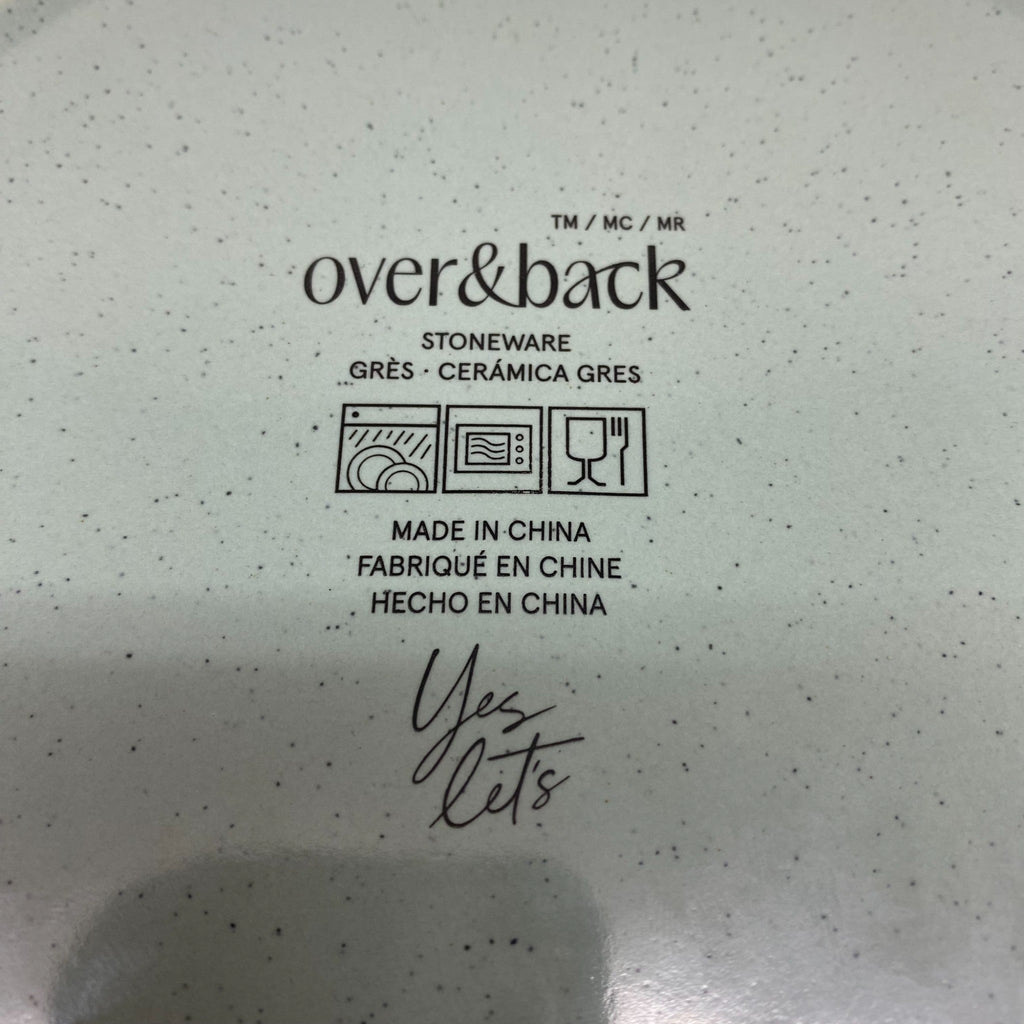 TM / MC / MR
over&back
STONEWARE
GRÈS · CERÁMICA GRES
MADE IN CHINA
FABRIQUÉ EN CHINE
HECHO EN CHINA
Yes
let's